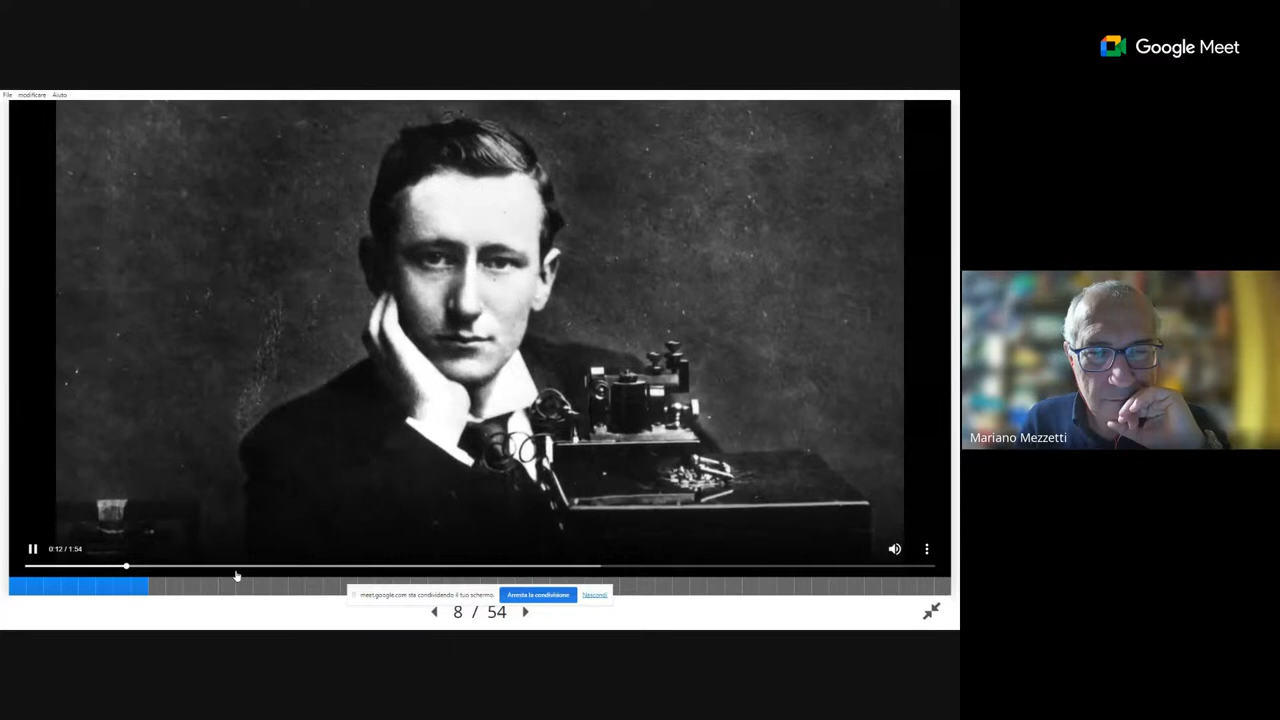 Google Meet
File modificare Aiuto
Mariano Mezzetti
0:12 / 1:54
meet.google.com sta condividendo il tuo schermo.
Arresta la condivisione
Nascondi
8 / 54